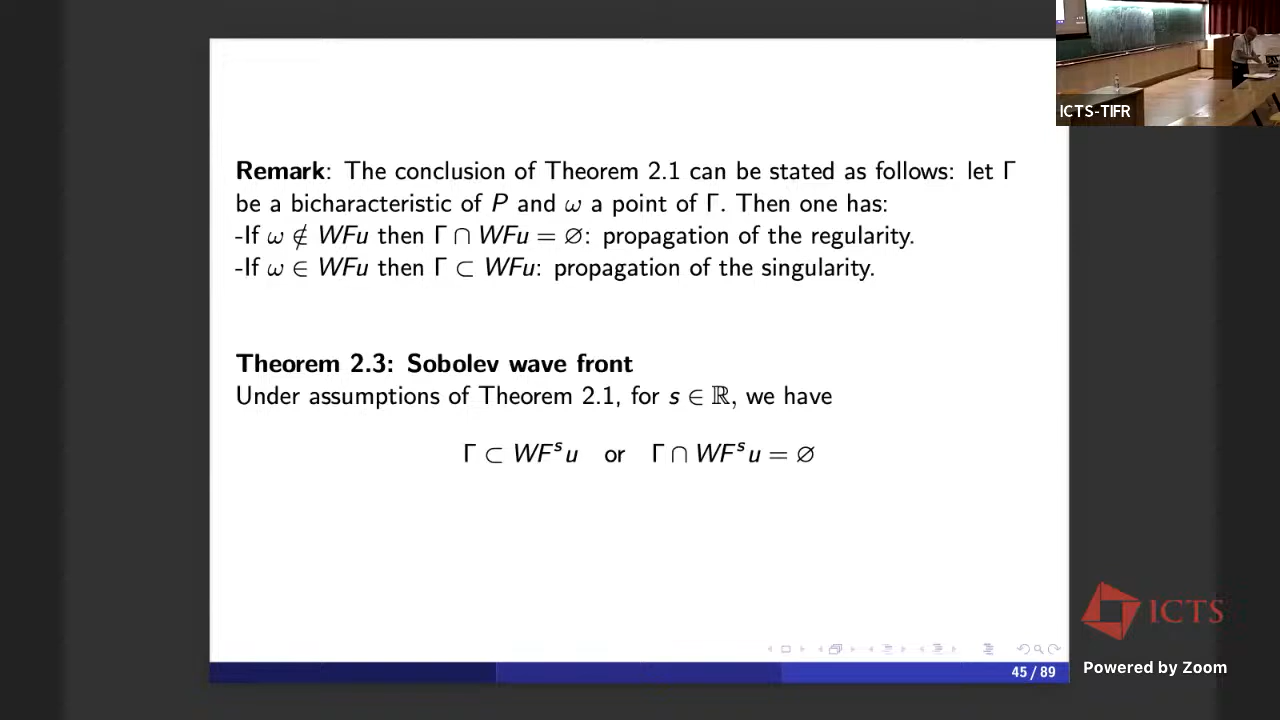 ICTS-TIFR
Remark: The conclusion of Theorem 2.1 can be stated as follows: let Γ
be a bicharacteristic of P and ω a point of Γ. Then one has:
-If ω ∉ WFu then Γ ∩ WFu = ∅: propagation of the regularity.
-If ω ∈ WFu then Γ ⊂ WFu: propagation of the singularity.
Theorem 2.3: Sobolev wave front
Under assumptions of Theorem 2.1, for s ∈ ℝ, we have
Γ ⊂ WFˢu or Γ ∩ WFˢu = ∅
ICTS
Powered by Zoom
45 / 89